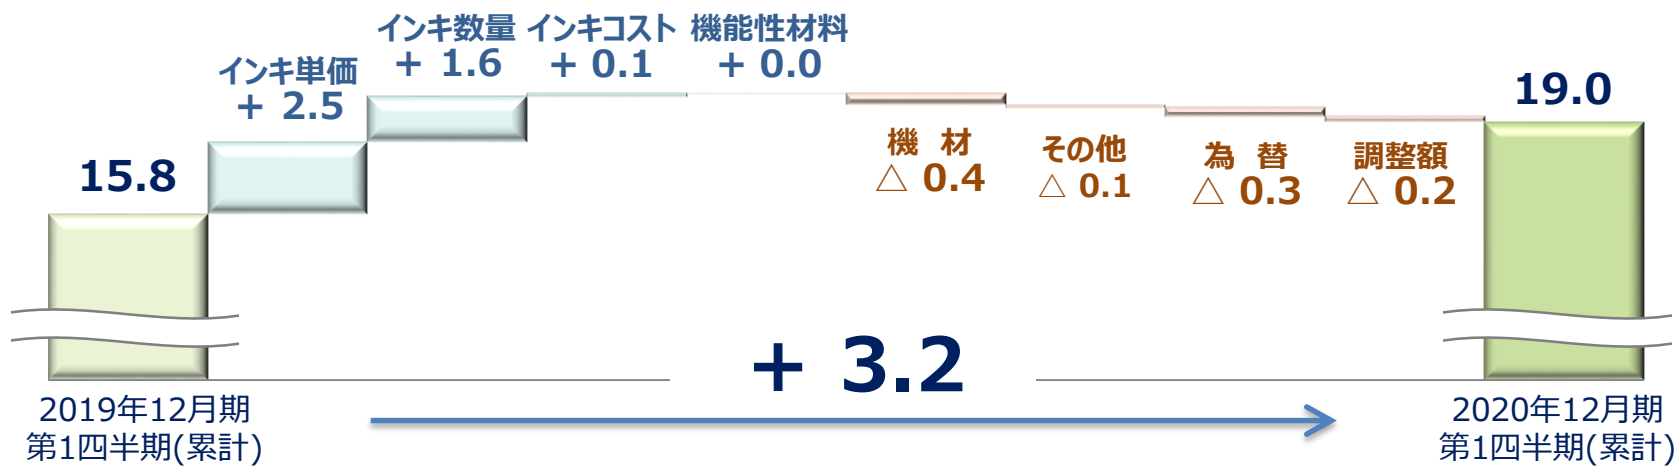 インキ数量
+ 1.6
インキコスト
+ 0.1
機能性材料
+ 0.0
インキ単価
+ 2.5
15.8
機 材
△ 0.4
その他
△ 0.1
為 替
△ 0.3
調整額
△ 0.2
19.0
+ 3.2
2019年12月期
第1四半期(累計)
2020年12月期
第1四半期(累計)